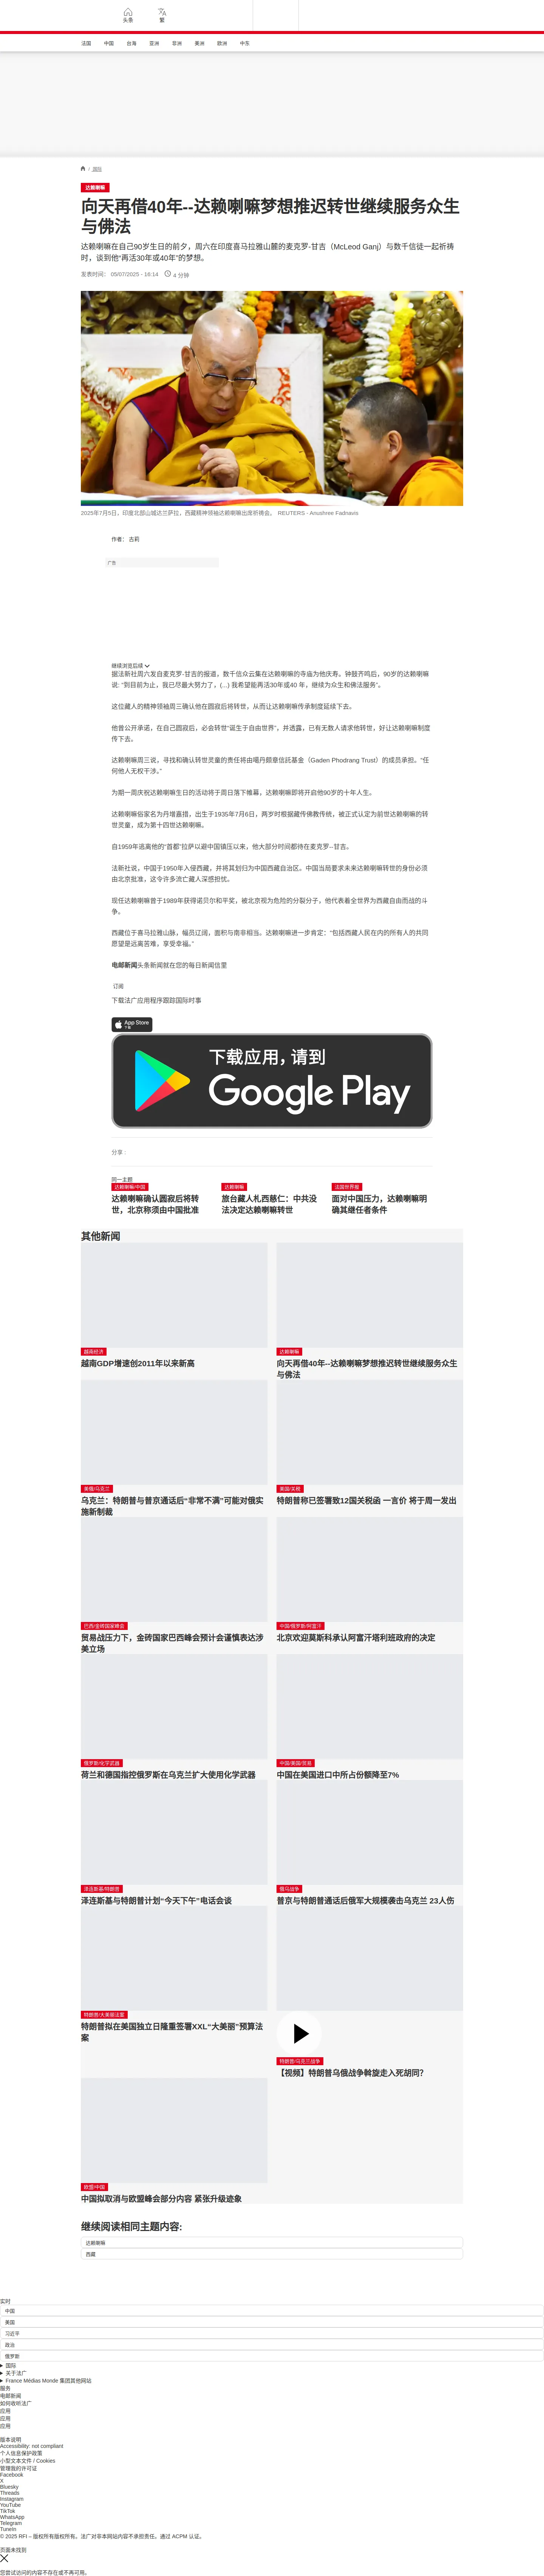 头条
繁
法国
中国
台海
亚洲
非洲
美洲
欧洲
中东
/ 国际
达赖喇嘛
向天再借40年--达赖喇嘛梦想推迟转世继续服务众生
与佛法
达赖喇嘛在自己90岁生日的前夕，周六在印度喜马拉雅山麓的麦克罗-甘吉（McLeod Ganj）与数千信徒一起祈祷
时，谈到他“再活30年或40年”的梦想。
发表时间： 05/07/2025 - 16:14
4 分钟
2025年7月5日，印度北部山城达兰萨拉，西藏精神领袖达赖喇嘛出席祈祷会。 REUTERS - Anushree Fadnavis
作者： 古莉
广告
继续浏览后续
据法新社周六发自麦克罗-甘吉的报道，数千信众云集在达赖喇嘛的寺庙为他庆寿。钟鼓齐鸣后，90岁的达赖喇嘛
说: “到目前为止，我已尽最大努力了，(...) 我希望能再活30年或40 年，继续为众生和佛法服务”。
这位藏人的精神领袖周三确认他在圆寂后将转世，从而让达赖喇嘛传承制度延续下去。
他曾公开承诺，在自己圆寂后，必会转世“诞生于自由世界”，并透露，已有无数人请求他转世，好让达赖喇嘛制度
传下去。
达赖喇嘛周三说，寻找和确认转世灵童的责任将由噶丹颇章信託基金（Gaden Phodrang Trust）的成员承担。“任
何他人无权干涉。”
为期一周庆祝达赖喇嘛生日的活动将于周日落下帷幕，达赖喇嘛即将开启他90岁的十年人生。
达赖喇嘛俗家名为丹增嘉措，出生于1935年7月6日，两岁时根据藏传佛教传统，被正式认定为前世达赖喇嘛的转
世灵童，成为第十四世达赖喇嘛。
自1959年逃离他的“首都”拉萨以避中国镇压以来，他大部分时间都待在麦克罗--甘吉。
法新社说，中国于1950年入侵西藏，并将其划归为中国西藏自治区。中国当局要求未来达赖喇嘛转世的身份必须
由北京批准，这令许多流亡藏人深感担忧。
现任达赖喇嘛曾于1989年获得诺贝尔和平奖，被北京视为危险的分裂分子，他代表着全世界为西藏自由而战的斗
争。
西藏位于喜马拉雅山脉，幅员辽阔，面积与南非相当。达赖喇嘛进一步肯定：“包括西藏人民在内的所有人的共同
愿望是远离苦难，享受幸福。”
电邮新闻头条新闻就在您的每日新闻信里
订阅
下载法广应用程序跟踪国际时事
App Store
下载
下载应用，请到
Google Play
分享 :
同一主题
达赖喇嘛/中国
达赖喇嘛确认圆寂后将转
世，北京称须由中国批准
达赖喇嘛
旅台藏人札西慈仁：中共没
法决定达赖喇嘛转世
法国世界报
面对中国压力，达赖喇嘛明
确其继任者条件
其他新闻
越南经济
越南GDP增速创2011年以来新高
达赖喇嘛
向天再借40年--达赖喇嘛梦想推迟转世继续服务众生
与佛法
美俄/乌克兰
乌克兰：特朗普与普京通话后“非常不满”可能对俄实
施新制裁
美国/关税
特朗普称已签署致12国关税函 一言价 将于周一发出
巴西/金砖国家峰会
贸易战压力下，金砖国家巴西峰会预计会谨慎表达涉
美立场
中国/俄罗斯/阿富汗
北京欢迎莫斯科承认阿富汗塔利班政府的决定
俄罗斯/化学武器
荷兰和德国指控俄罗斯在乌克兰扩大使用化学武器
中国/美国/贸易
中国在美国进口中所占份额降至7%
泽连斯基/特朗普
泽连斯基与特朗普计划“今天下午”电话会谈
俄乌战争
普京与特朗普通话后俄军大规模袭击乌克兰 23人伤
特朗普/大美丽法案
特朗普拟在美国独立日隆重签署XXL“大美丽”预算法
案
特朗普/乌克兰战争
【视频】特朗普乌俄战争斡旋走入死胡同？
欧盟/中国
中国拟取消与欧盟峰会部分内容 紧张升级迹象
继续阅读相同主题内容:
达赖喇嘛
西藏
实时
中国
美国
习近平
政治
俄罗斯
国际
关于法广
France Médias Monde 集团其他网站
服务
电邮新闻
如何收听法广
应用
应用
应用
版本说明
Accessibility: not compliant
个人信息保护政策
小型文本文件 / Cookies
管理我的许可证
Facebook
X
Bluesky
Threads
Instagram
YouTube
TikTok
WhatsApp
Telegram
TuneIn
© 2025 RFI – 版权所有版权所有。法广对非本网站内容不承担责任。通过 ACPM 认证。
页面未找到
您尝试访问的内容不存在或不再可用。